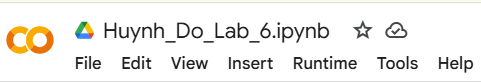 Huynh_Do_Lab_6.ipynb
File Edit View Insert Runtime Tools Help